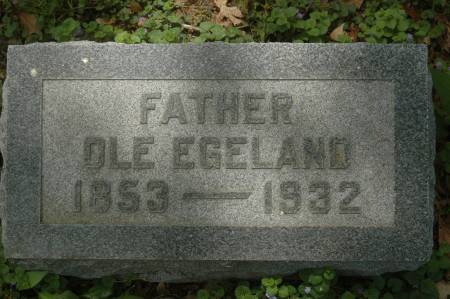 FATHER
OLE EGELAND
1853 — 1932